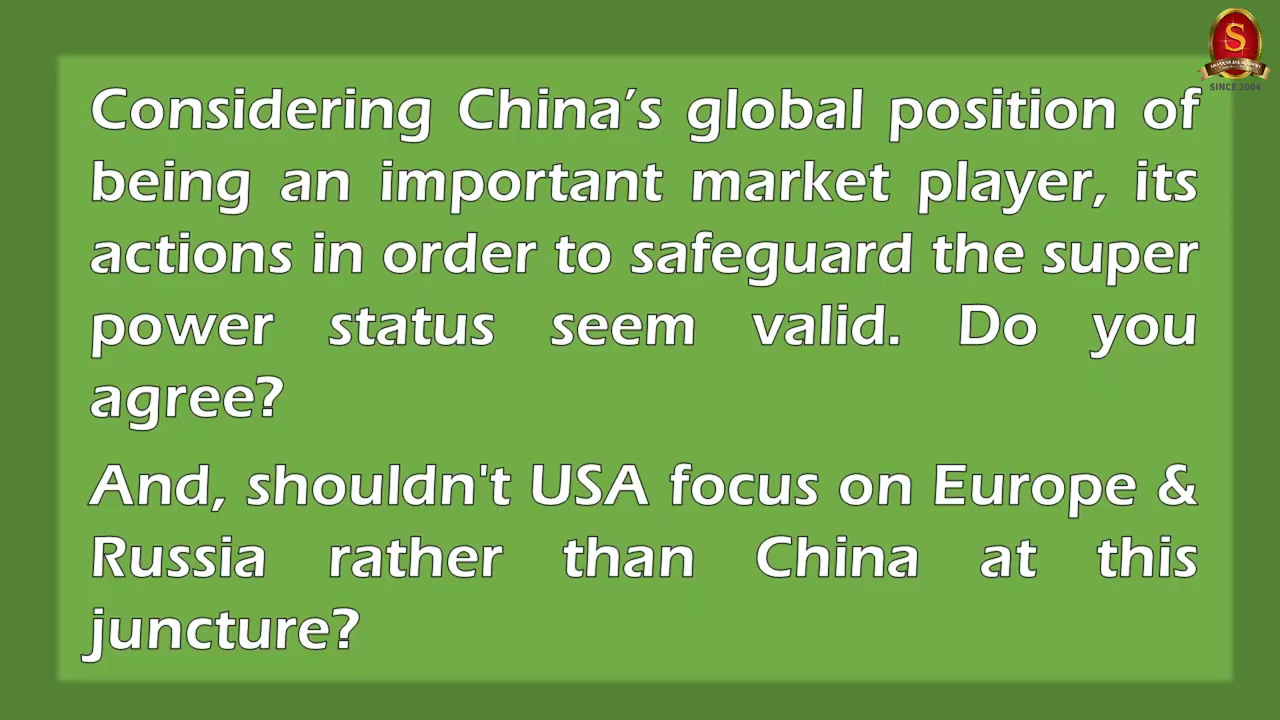 S
SINCE 2004
Considering China’s global position of
being an important market player, its
actions in order to safeguard the super
power status seem valid. Do you
agree?
And, shouldn't USA focus on Europe &
Russia rather than China at this
juncture?